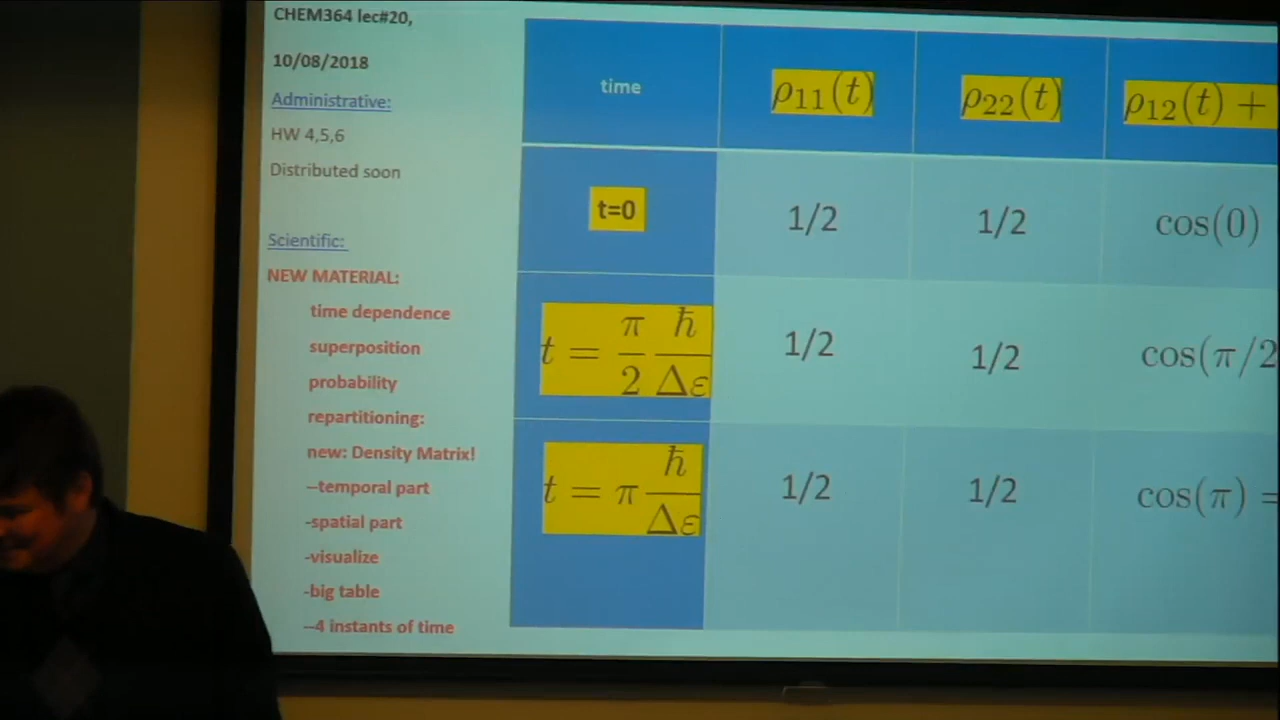 CHEM364 lec#20,
10/08/2018
Administrative:
HW 4,5,6
Distributed soon
Scientific:
NEW MATERIAL:
time dependence
superposition
probability
repartitioning:
new: Density Matrix!
--temporal part
-spatial part
-visualize
-big table
--4 instants of time
time ρ₁₁(t) ρ₂₂(t) ρ₁₂(t) +
t=0 1/2 1/2 cos(0)
t = π/2 ħ/Δε 1/2 1/2 cos(π/2
t = π ħ/Δε 1/2 1/2 cos(π) =